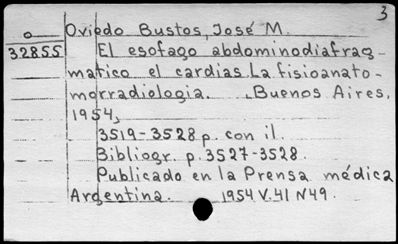 3
o Oviedo Bustos, José M.
32855 El esofago abdominodiafrag-
matico el cardias. La fisioanato-
morradiologia. Buenos Aires,
1954,
3519-3528 p. con il.
Bibliogr. p. 3527-3528.
Publicado en la Prensa médica
Argentina. 1954 V.41 N49.